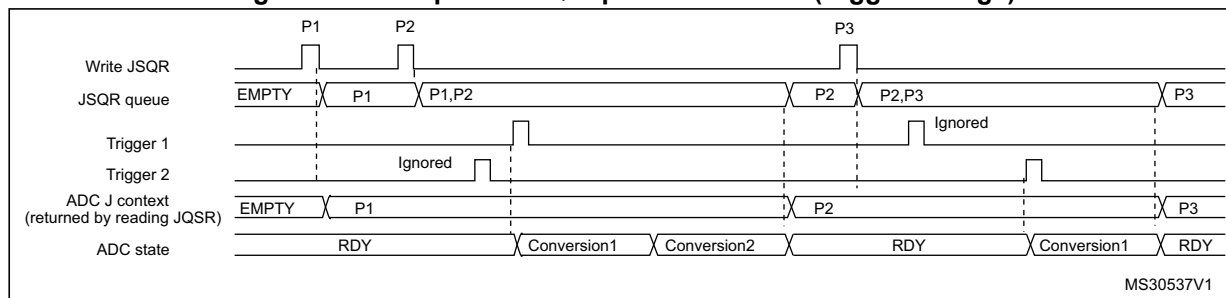 P1 P2 P3
Write JSQR
JSQR queue EMPTY P1 P1,P2 P2 P2,P3 P3
Trigger 1 Ignored
Trigger 2 Ignored
ADC J context
(returned by reading JQSR) EMPTY P1 P2 P3
ADC state RDY Conversion1 Conversion2 RDY Conversion1 RDY
MS30537V1